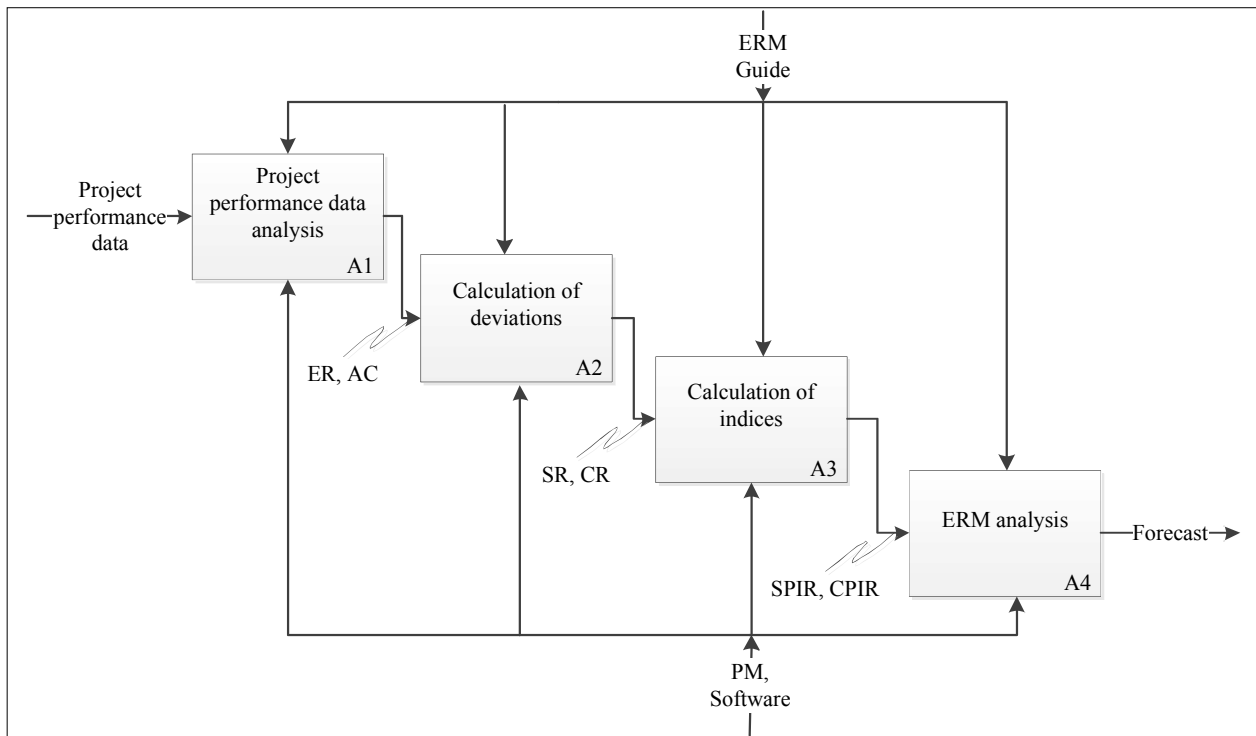 ERM
Guide
Project
performance
data
Project
performance data
analysis
A1
ER, AC
Calculation of
deviations
A2
SR, CR
Calculation of
indices
A3
SPIR, CPIR
ERM analysis
A4
Forecast
PM,
Software